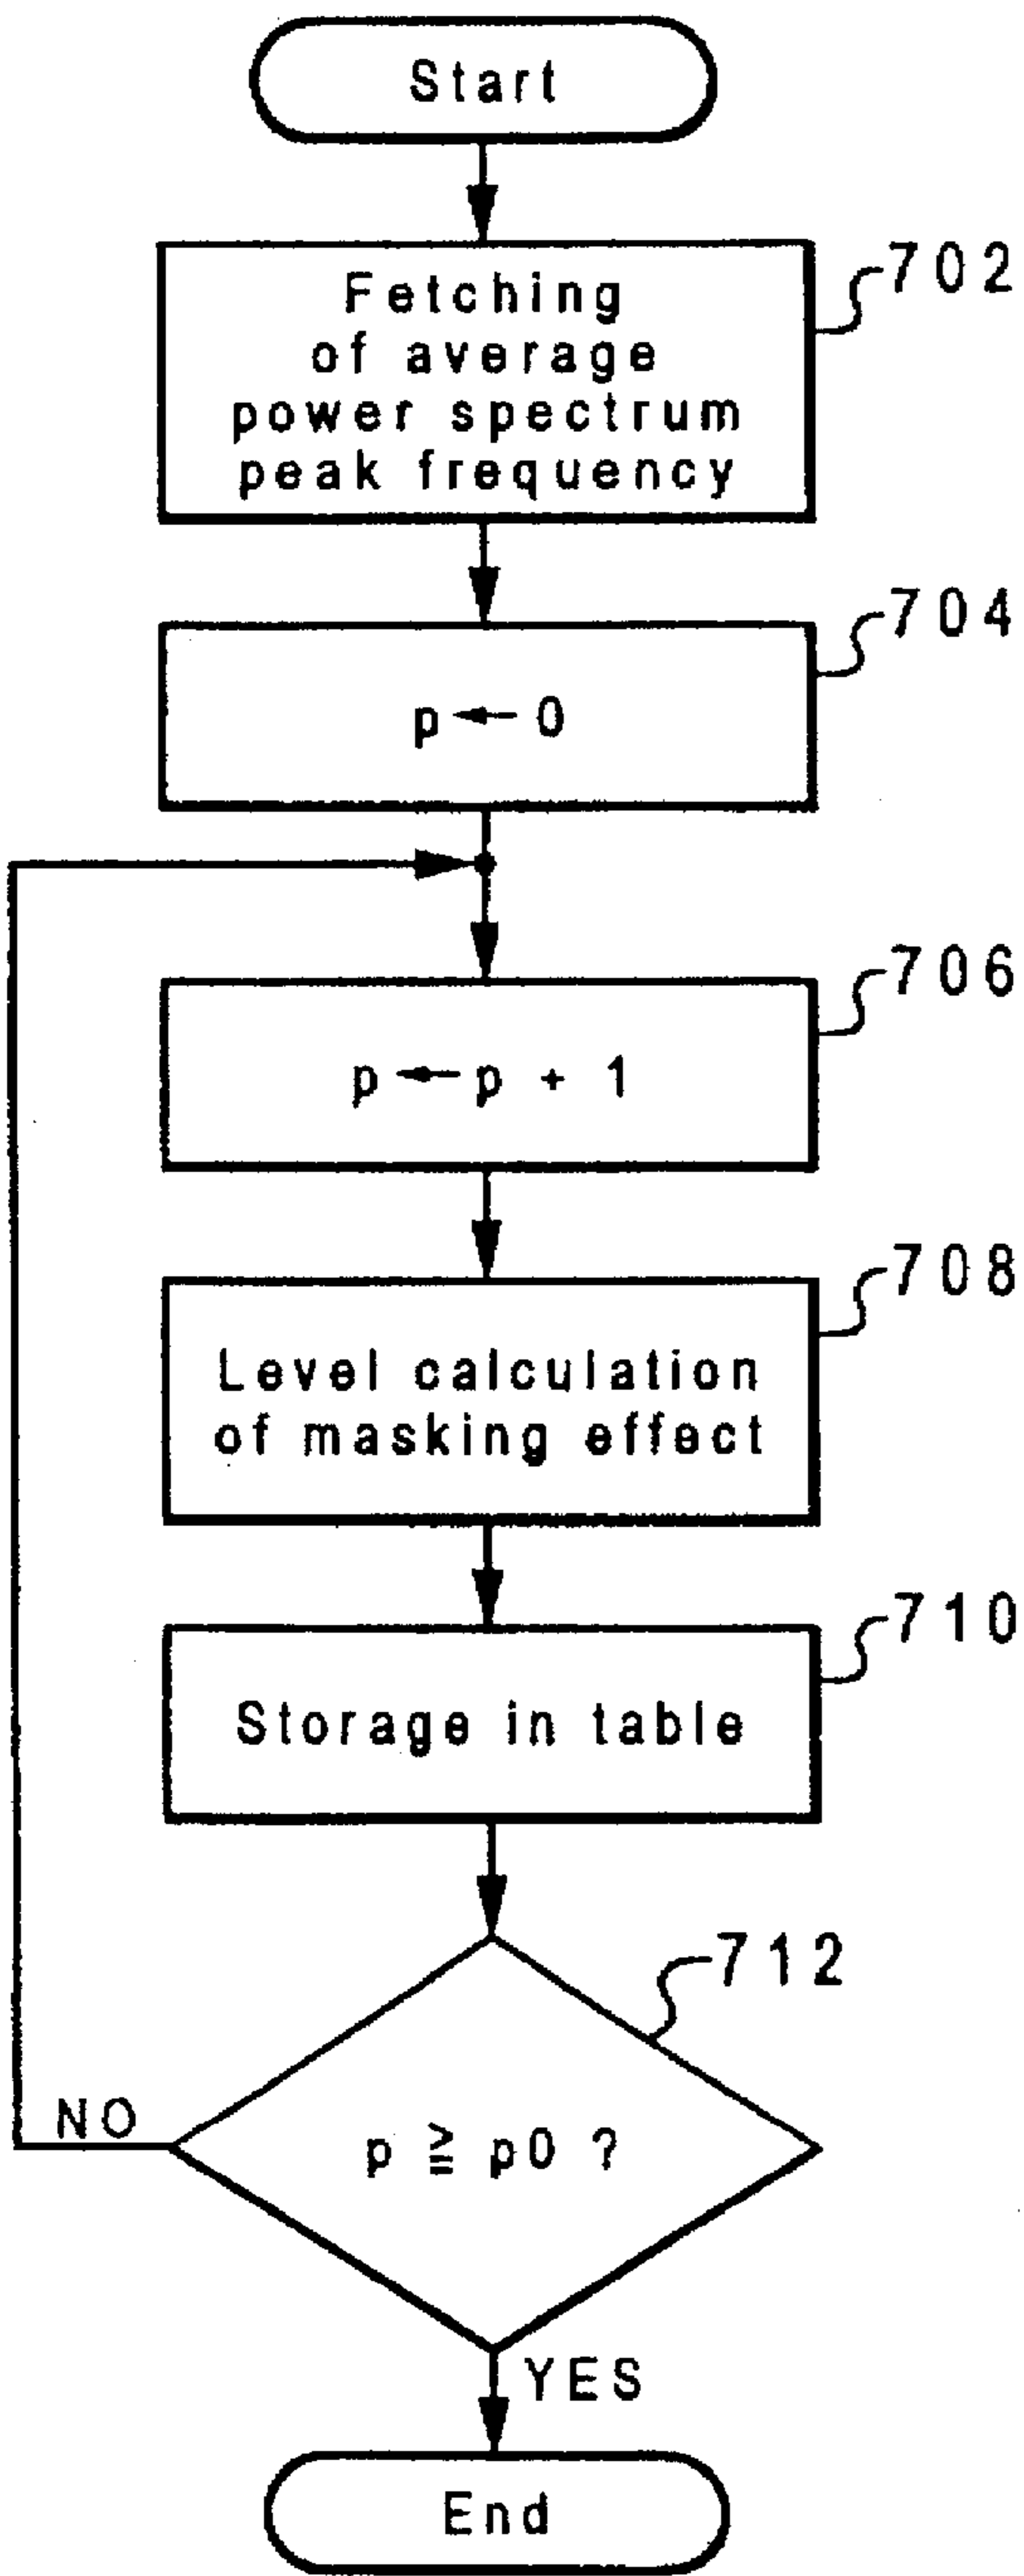 Start
Fetching
of average
power spectrum
peak frequency
702
p ← 0
704
p ← p + 1
706
Level calculation
of masking effect
708
Storage in table
710
p ≧ p0 ?
712
NO
YES
End